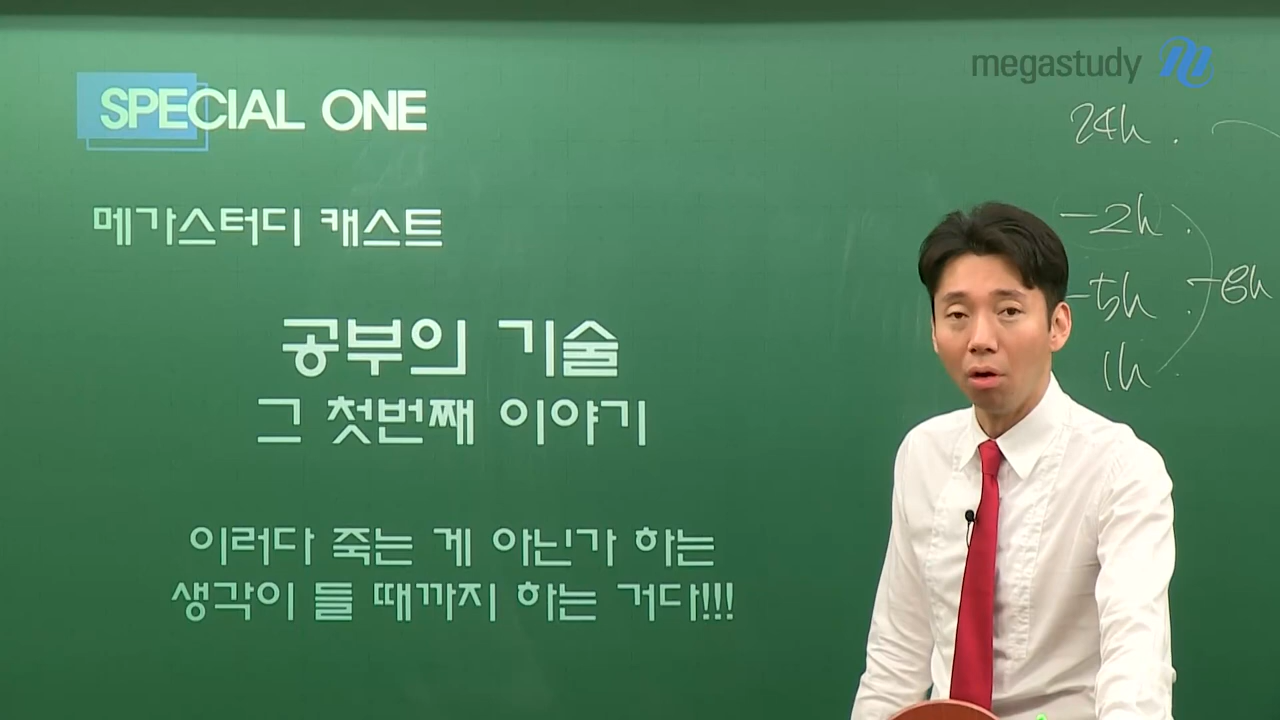 megastudy
SPECIAL ONE
메가스터디 캐스트
공부의 기술
그 첫번째 이야기
이러다 죽는 게 아닌가 하는
생각이 들 때까지 하는 거다!!!
24h .
-2h .
-5h .
1h .
-8h